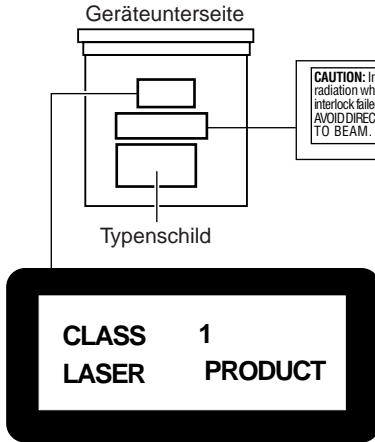 Geräteunterseite
CAUTION:
radiation
interlock
AVOID
TO BEAM.
Typenschild
CLASS 1
LASER PRODUCT